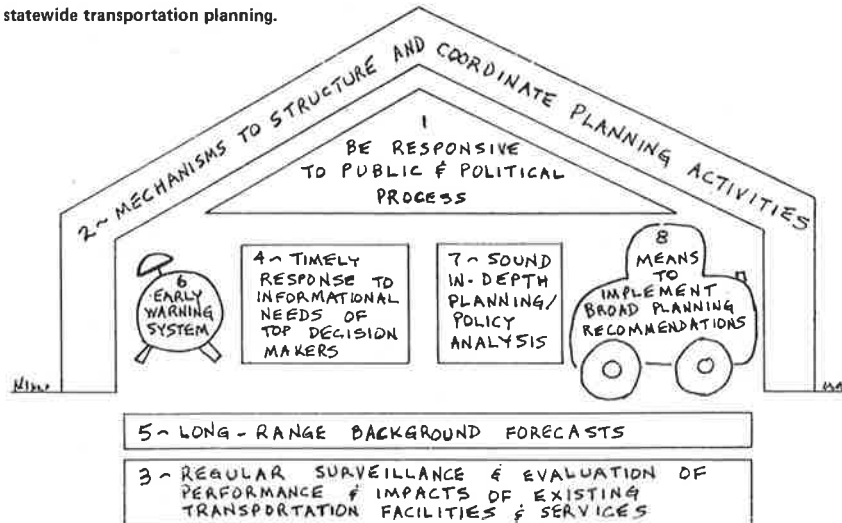 statewide transportation planning.
2~MECHANISMS TO STRUCTURE AND COORDINATE PLANNING ACTIVITIES
1
BE RESPONSIVE
TO PUBLIC & POLITICAL
PROCESS
6
EARLY
WARNING
SYSTEM
4~TIMELY
RESPONSE TO
INFORMATIONAL
NEEDS OF
TOP DECISION
MAKERS
7~SOUND
IN-DEPTH
PLANNING/
POLICY
ANALYSIS
8
MEANS
TO
IMPLEMENT
BROAD PLANNING
RECOMMENDATIONS
5~LONG-RANGE BACKGROUND FORECASTS
3~REGULAR SURVEILLANCE & EVALUATION OF
PERFORMANCE & IMPACTS OF EXISTING
TRANSPORTATION FACILITIES & SERVICES